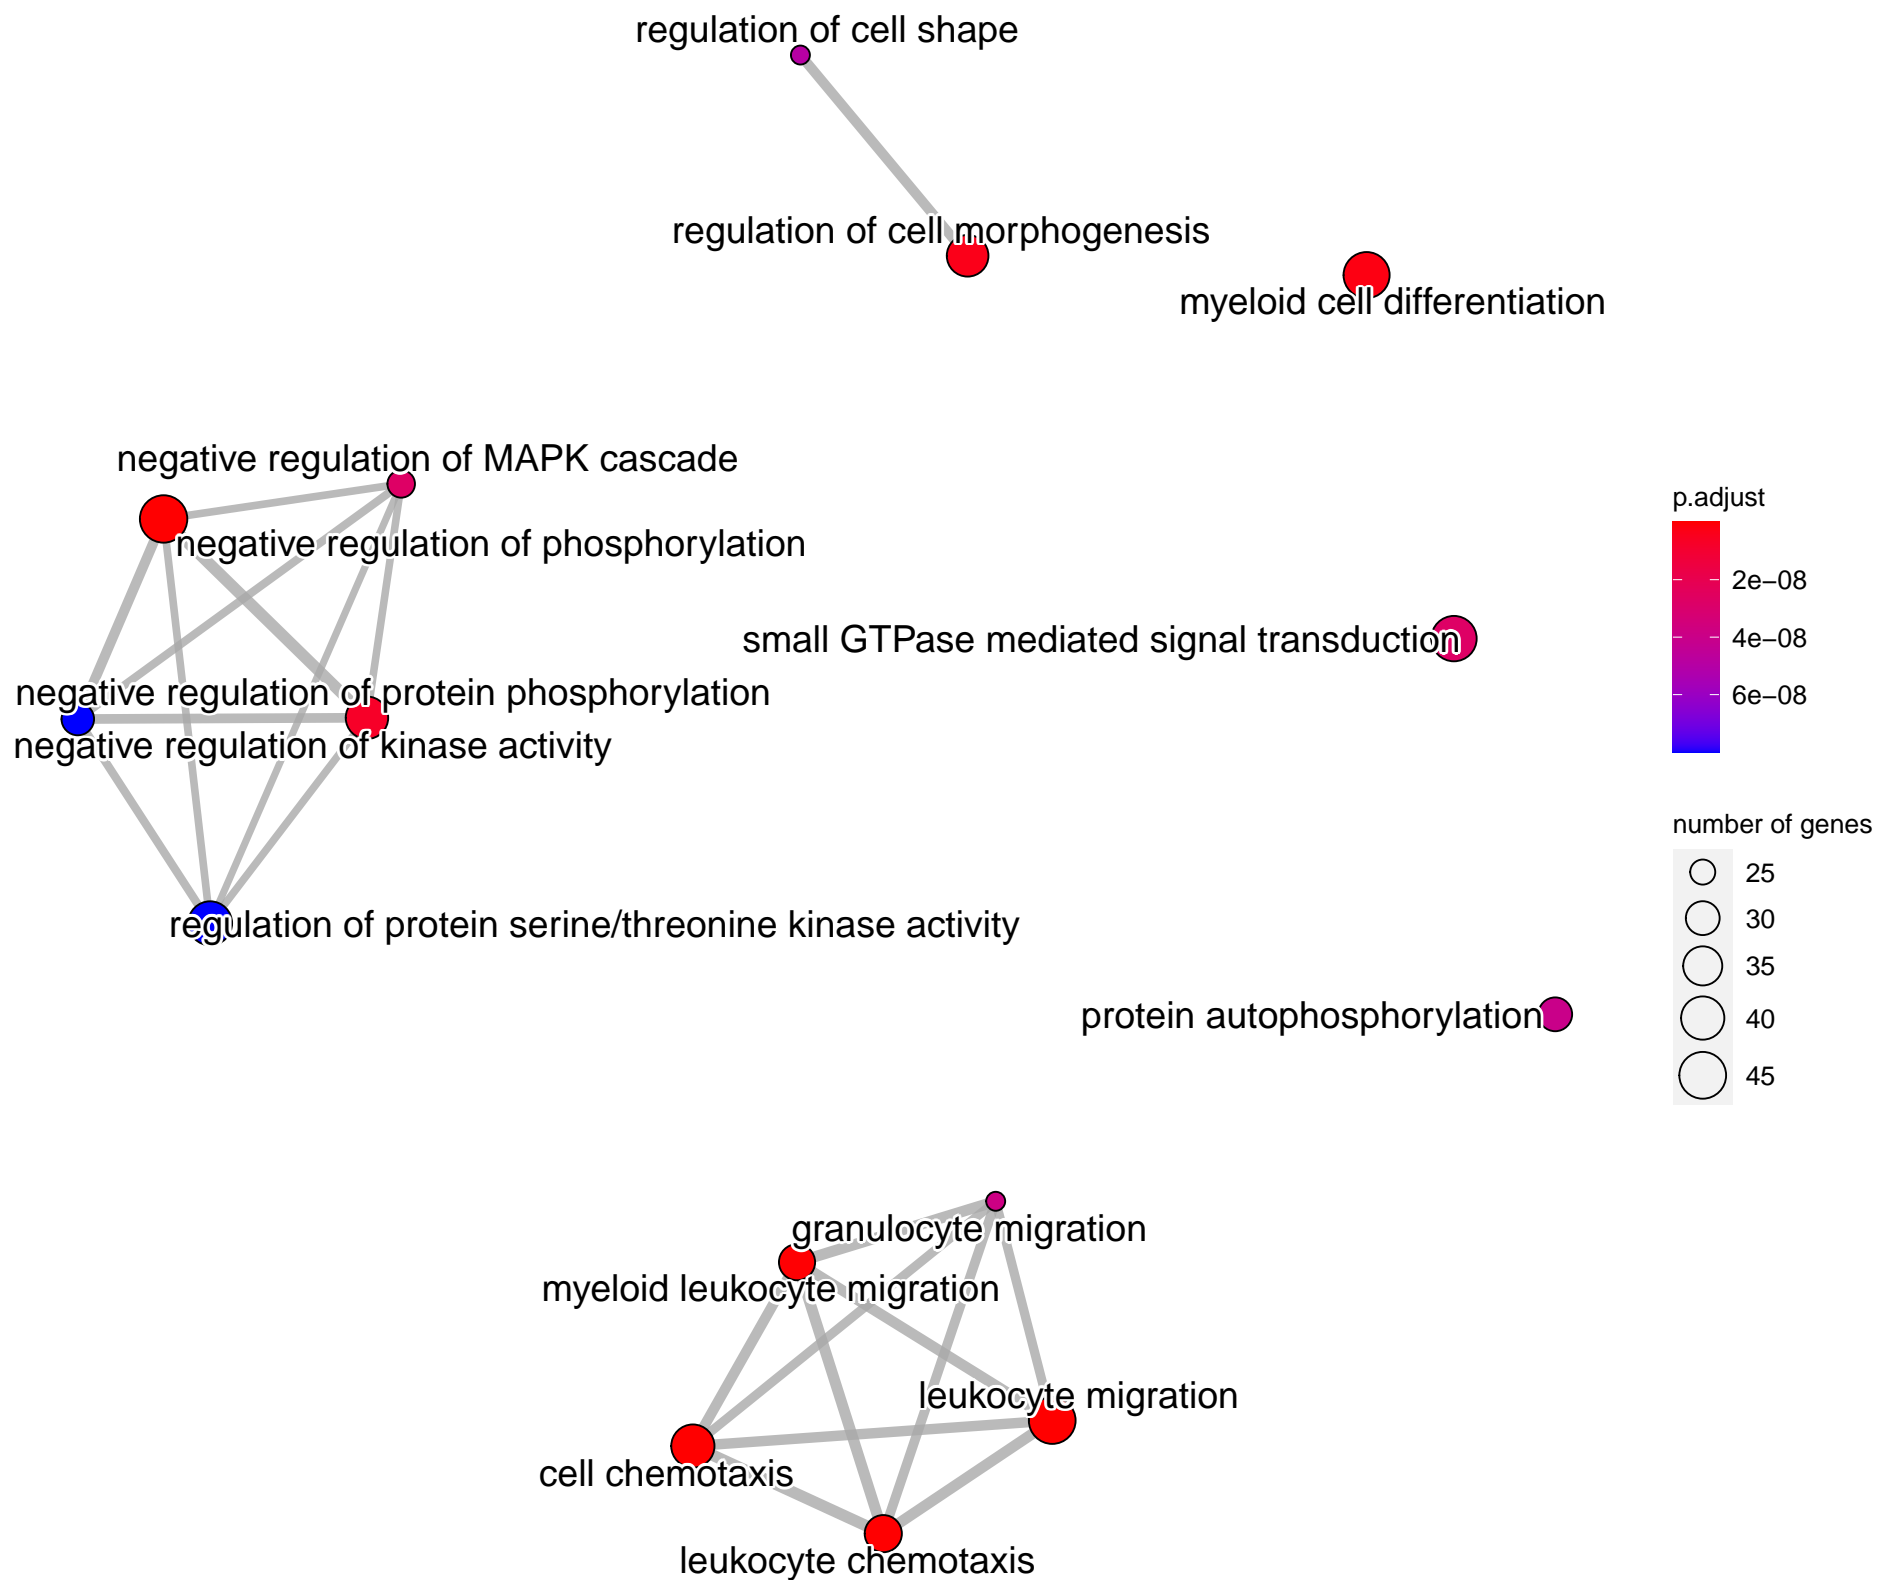 regulation of cell shape
regulation of cell morphogenesis
myeloid cell differentiation
negative regulation of MAPK cascade
negative regulation of phosphorylation
small GTPase mediated signal transduction
negative regulation of protein phosphorylation
negative regulation of kinase activity
regulation of protein serine/threonine kinase activity
protein autophosphorylation
granulocyte migration
myeloid leukocyte migration
leukocyte migration
cell chemotaxis
leukocyte chemotaxis
p.adjust
2e−08
4e−08
6e−08
number of genes
25
30
35
40
45